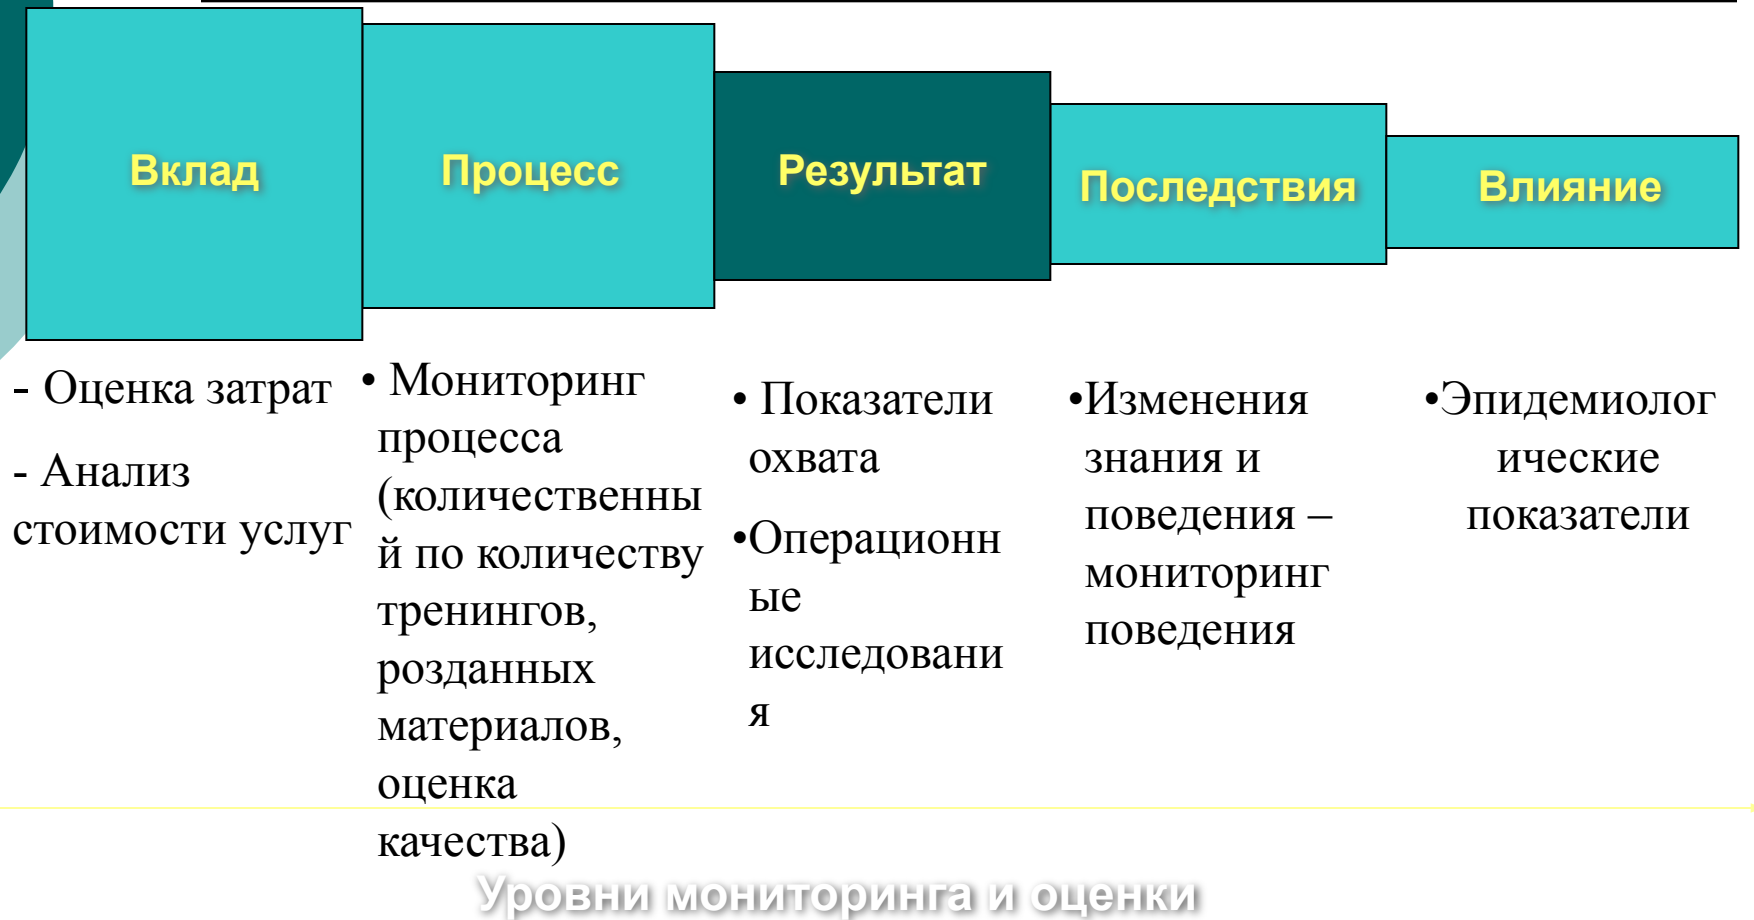 Вклад
Процесс
Результат
Последствия
Влияние
- Оценка затрат
- Анализ
стоимости услуг
• Мониторинг
процесса
(количественны
й по количеству
тренингов,
розданных
материалов,
оценка
качества)
• Показатели
охвата
•Операционн
ые
исследовани
я
•Изменения
знания и
поведения –
мониторинг
поведения
•Эпидемиолог
ические
показатели
Уровни мониторинга и оценки